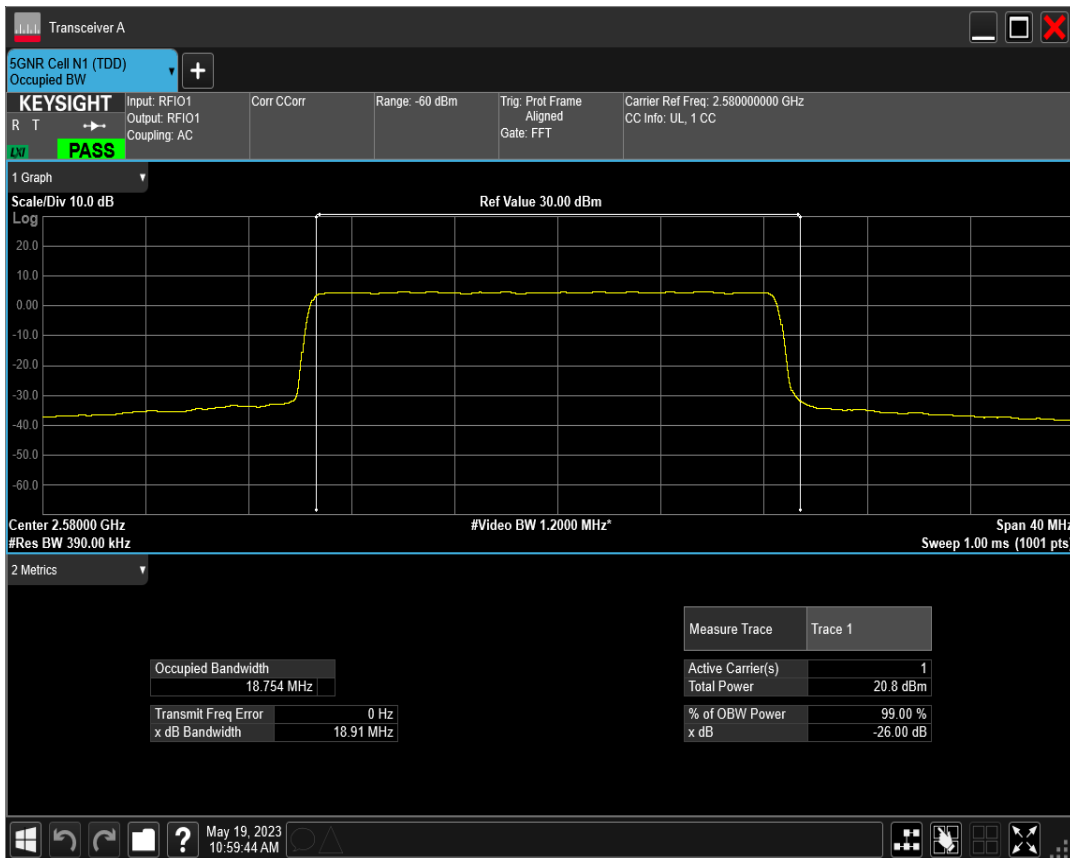 Transceiver A
5GNR Cell N1 (TDD)
Occupied BW
+
KEYSIGHT
R T
LXI
PASS
Input: RFIO1
Output: RFIO1
Coupling: AC
Corr CCorr
Range: -60 dBm
Trig: Prot Frame
Aligned
Gate: FFT
Carrier Ref Freq: 2.580000000 GHz
CC Info: UL, 1 CC
1 Graph
Scale/Div 10.0 dB
Ref Value 30.00 dBm
Log
20.0
10.0
0.00
-10.0
-20.0
-30.0
-40.0
-50.0
-60.0
Center 2.58000 GHz
#Video BW 1.2000 MHz*
Span 40 MHz
#Res BW 390.00 kHz
Sweep 1.00 ms (1001 pts)
2 Metrics
Measure Trace Trace 1
Occupied Bandwidth
18.754 MHz
Active Carrier(s) 1
Total Power 20.8 dBm
Transmit Freq Error 0 Hz
x dB Bandwidth 18.91 MHz
% of OBW Power 99.00 %
x dB -26.00 dB
?
May 19, 2023
10:59:44 AM